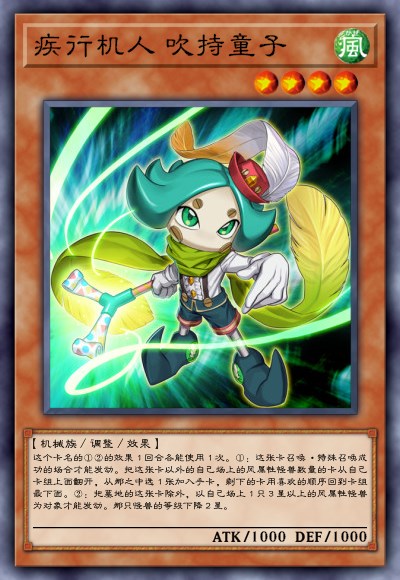 疾行机人 吹持童子
風
【机械族／调整／效果】
这个卡名的①②的效果1回合各能使用1次。①：这张卡召唤·特殊召唤成
功的场合才能发动。把这张卡以外的自己场上的风属性怪兽数量的卡从自己
卡组上面翻开，从那之中选1张加入手卡，剩下的卡用喜欢的顺序回到卡组
最下面。②：把墓地的这张卡除外，以自己场上1只3星以上的风属性怪兽
为对象才能发动。那只怪兽的等级下降2星。
ATK/1000 DEF/1000